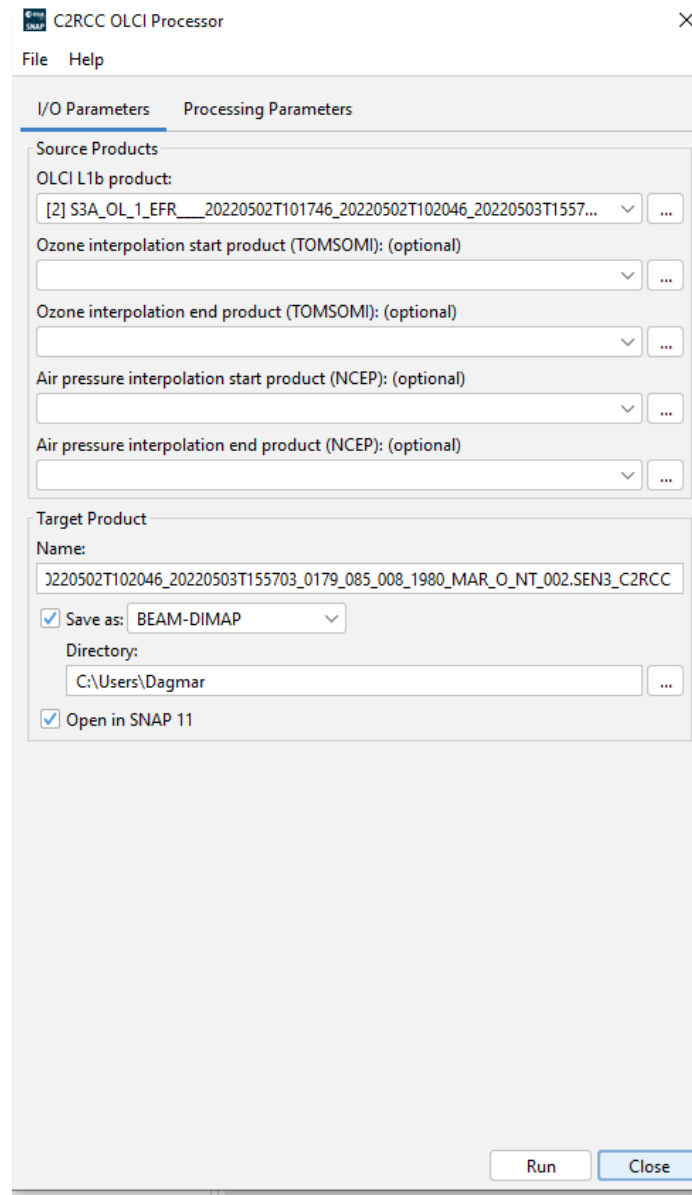 esa
SNAP
C2RCC OLCI Processor
File Help
I/O Parameters Processing Parameters
Source Products
OLCI L1b product:
[2] S3A_OL_1_EFR____20220502T101746_20220502T102046_20220503T1557... ...
Ozone interpolation start product (TOMSOMI): (optional)
...
Ozone interpolation end product (TOMSOMI): (optional)
...
Air pressure interpolation start product (NCEP): (optional)
...
Air pressure interpolation end product (NCEP): (optional)
...
Target Product
Name:
0220502T102046_20220503T155703_0179_085_008_1980_MAR_O_NT_002.SEN3_C2RCC
Save as: BEAM-DIMAP
Directory:
C:\Users\Dagmar ...
Open in SNAP 11
Run Close